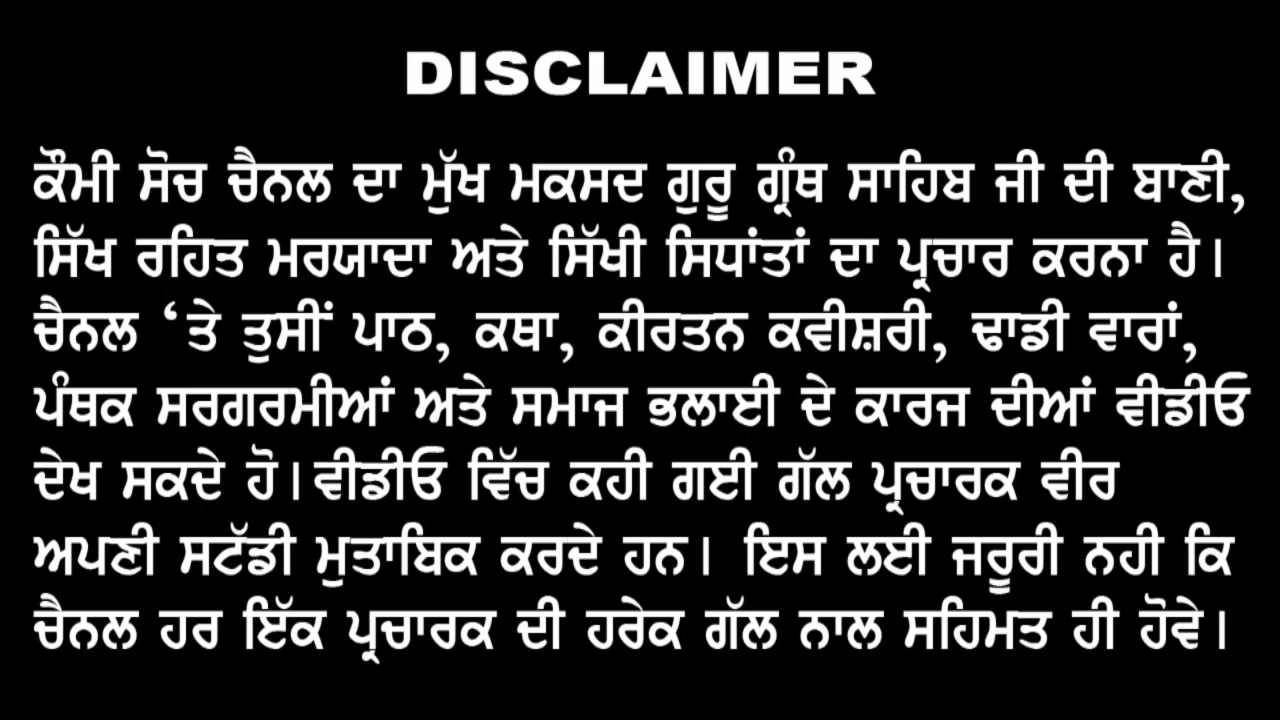 DISCLAIMER
ਕੌਮੀ ਸੋਚ ਚੈਨਲ ਦਾ ਮੁੱਖ ਮਕਸਦ ਗੁਰੂ ਗ੍ਰੰਥ ਸਾਹਿਬ ਜੀ ਦੀ ਬਾਣੀ,
ਸਿੱਖ ਰਹਿਤ ਮਰਯਾਦਾ ਅਤੇ ਸਿੱਖੀ ਸਿਧਾਂਤਾਂ ਦਾ ਪ੍ਰਚਾਰ ਕਰਨਾ ਹੈ।
ਚੈਨਲ ‘ਤੇ ਤੁਸੀਂ ਪਾਠ, ਕਥਾ, ਕੀਰਤਨ ਕਵੀਸ਼ਰੀ, ਢਾਡੀ ਵਾਰਾਂ,
ਪੰਥਕ ਸਰਗਰਮੀਆਂ ਅਤੇ ਸਮਾਜ ਭਲਾਈ ਦੇ ਕਾਰਜ ਦੀਆਂ ਵੀਡੀਓ
ਦੇਖ ਸਕਦੇ ਹੋ।ਵੀਡੀਓ ਵਿੱਚ ਕਹੀ ਗਈ ਗੱਲ ਪ੍ਰਚਾਰਕ ਵੀਰ
ਅਪਣੀ ਸਟੱਡੀ ਮੁਤਾਬਿਕ ਕਰਦੇ ਹਨ। ਇਸ ਲਈ ਜਰੂਰੀ ਨਹੀ ਕਿ
ਚੈਨਲ ਹਰ ਇੱਕ ਪ੍ਰਚਾਰਕ ਦੀ ਹਰੇਕ ਗੱਲ ਨਾਲ ਸਹਿਮਤ ਹੀ ਹੋਵੇ।